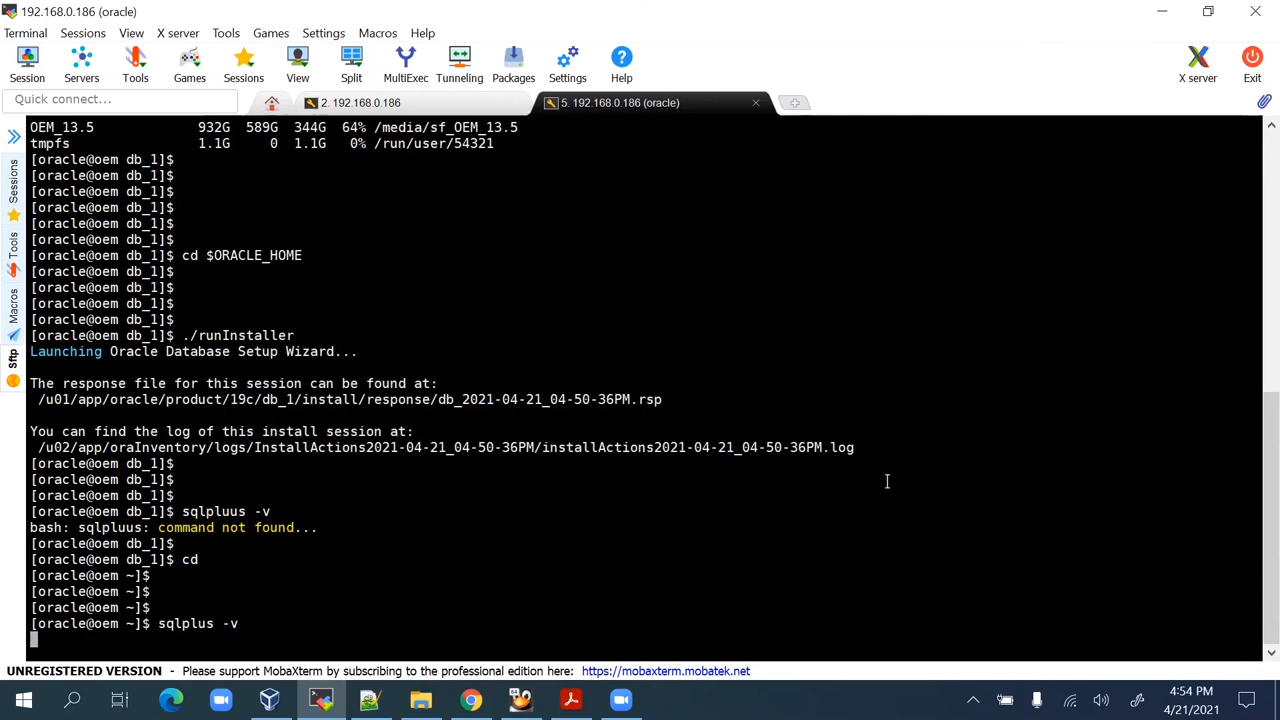 192.168.0.186 (oracle)
Terminal Sessions View X server Tools Games Settings Macros Help
Session Servers Tools Games Sessions View Split MultiExec Tunneling Packages Settings Help X server Exit
Quick connect...
2. 192.168.0.186
5. 192.168.0.186 (oracle)
Sessions
Tools
Macros
Sftp
OEM_13.5 932G 589G 344G 64% /media/sf_OEM_13.5
tmpfs 1.1G 0 1.1G 0% /run/user/54321
[oracle@oem db_1]$
[oracle@oem db_1]$
[oracle@oem db_1]$
[oracle@oem db_1]$
[oracle@oem db_1]$
[oracle@oem db_1]$
[oracle@oem db_1]$ cd $ORACLE_HOME
[oracle@oem db_1]$
[oracle@oem db_1]$
[oracle@oem db_1]$
[oracle@oem db_1]$
[oracle@oem db_1]$ ./runInstaller
Launching Oracle Database Setup Wizard...
The response file for this session can be found at:
/u01/app/oracle/product/19c/db_1/install/response/db_2021-04-21_04-50-36PM.rsp
You can find the log of this install session at:
/u02/app/oraInventory/logs/InstallActions2021-04-21_04-50-36PM/installActions2021-04-21_04-50-36PM.log
[oracle@oem db_1]$
[oracle@oem db_1]$
[oracle@oem db_1]$
[oracle@oem db_1]$ sqlpluus -v
bash: sqlpluus: command not found...
[oracle@oem db_1]$
[oracle@oem db_1]$ cd
[oracle@oem ~]$
[oracle@oem ~]$
[oracle@oem ~]$
[oracle@oem ~]$ sqlplus -v
UNREGISTERED VERSION - Please support MobaXterm by subscribing to the professional edition here: https://mobaxterm.mobatek.net
4:54 PM
4/21/2021